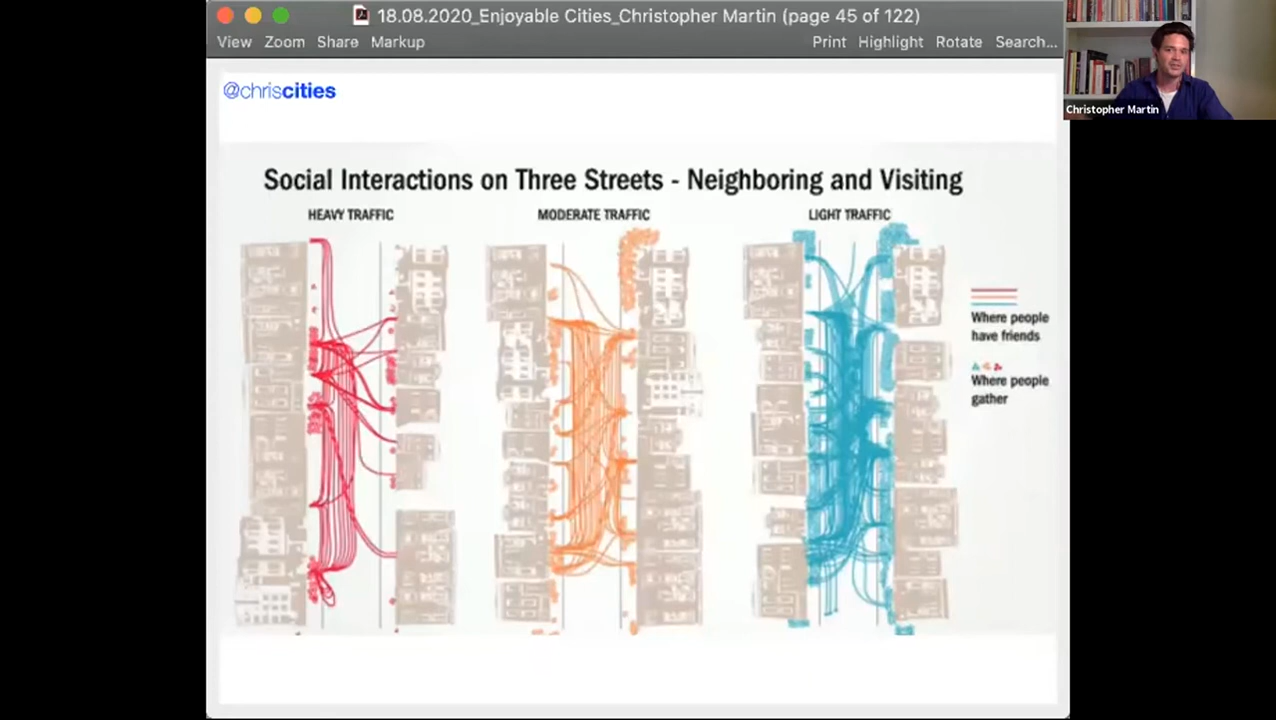 18.08.2020_Enjoyable Cities_Christopher Martin (page 45 of 122)
View Zoom Share Markup
Print Highlight Rotate Search...
Christopher Martin
@chriscities
Social Interactions on Three Streets - Neighboring and Visiting
HEAVY TRAFFIC
MODERATE TRAFFIC
LIGHT TRAFFIC
Where people
have friends
Where people
gather